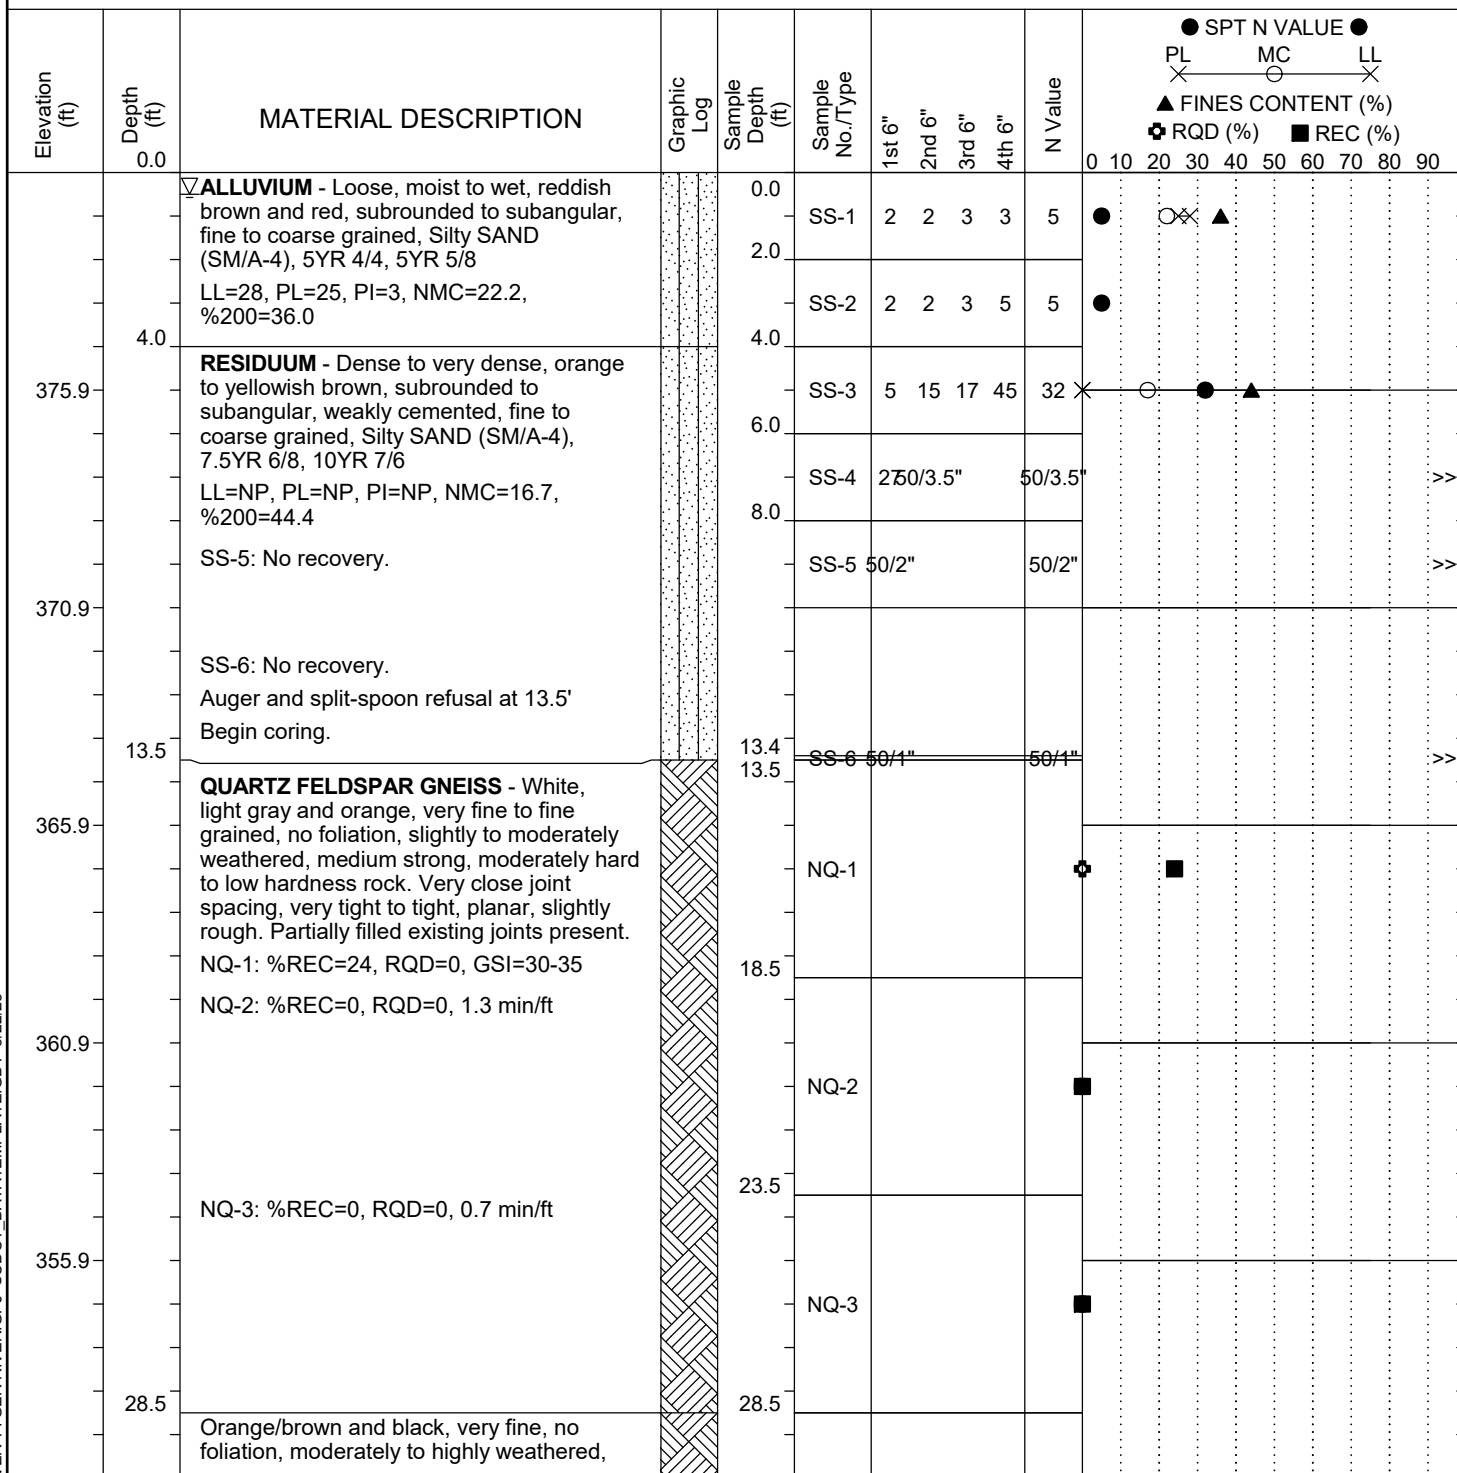 Elevation (ft)
Depth (ft)
0.0
MATERIAL DESCRIPTION
Graphic Log
Sample Depth (ft)
Sample No./Type
1st 6"
2nd 6"
3rd 6"
4th 6"
N Value
SPT N VALUE
PL MC LL
FINES CONTENT (%)
RQD (%) REC (%)
0 10 20 30 40 50 60 70 80 90
ALLUVIUM - Loose, moist to wet, reddish
brown and red, subrounded to subangular,
fine to coarse grained, Silty SAND
(SM/A-4), 5YR 4/4, 5YR 5/8
LL=28, PL=25, PI=3, NMC=22.2,
%200=36.0
0.0
SS-1 2 2 3 3 5
2.0
SS-2 2 2 3 5 5
4.0
4.0
RESIDUUM - Dense to very dense, orange
to yellowish brown, subrounded to
subangular, weakly cemented, fine to
coarse grained, Silty SAND (SM/A-4),
7.5YR 6/8, 10YR 7/6
LL=NP, PL=NP, PI=NP, NMC=16.7,
%200=44.4
375.9
SS-3 5 15 17 45 32
6.0
SS-4 27 50/3.5" 50/3.5" >>
8.0
SS-5: No recovery.
SS-5 50/2" 50/2" >>
370.9
SS-6: No recovery.
Auger and split-spoon refusal at 13.5'
Begin coring.
13.5
13.4
SS-6 50/1" 50/1" >>
13.5
QUARTZ FELDSPAR GNEISS - White,
light gray and orange, very fine to fine
grained, no foliation, slightly to moderately
weathered, medium strong, moderately hard
to low hardness rock. Very close joint
spacing, very tight to tight, planar, slightly
rough. Partially filled existing joints present.
365.9
NQ-1
NQ-1: %REC=24, RQD=0, GSI=30-35
18.5
NQ-2: %REC=0, RQD=0, 1.3 min/ft
360.9
NQ-2
23.5
NQ-3: %REC=0, RQD=0, 0.7 min/ft
355.9
NQ-3
28.5
28.5
Orange/brown and black, very fine, no
foliation, moderately to highly weathered,